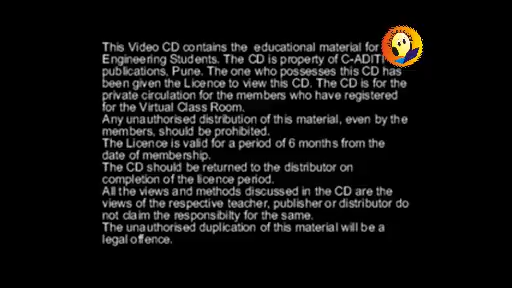 This Video CD contains the educational material for
Engineering Students. The CD is property of C-ADITI
publications, Pune. The one who possesses this CD has
been given the Licence to view this CD. The CD is for the
private circulation for the members who have registered
for the Virtual Class Room.
Any unauthorised distribution of this material, even by the
members, should be prohibited.
The Licence is valid for a period of 6 months from the
date of membership.
The CD should be returned to the distributor on
completion of the licence period.
All the views and methods discussed in the CD are the
views of the respective teacher, publisher or distributor do
not claim the responsibilty for the same.
The unauthorised duplication of this material will be a
legal offence.